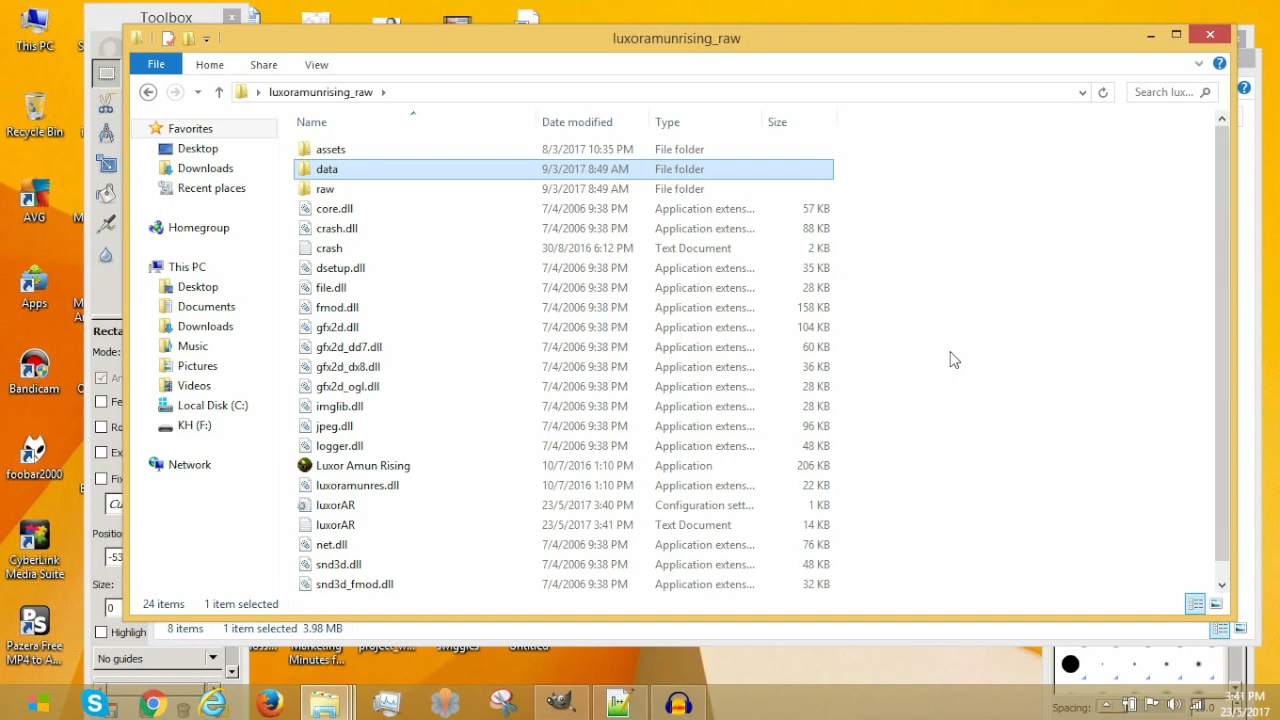 Toolbox
luxoramunrising_raw
File Home Share View
luxoramunrising_raw
Search lux...
Name Date modified Type Size
Favorites
Desktop
Downloads
Recent places
Homegroup
This PC
Desktop
Documents
Downloads
Music
Pictures
Videos
Local Disk (C:)
KH (F:)
Network
assets 8/3/2017 10:35 PM File folder
data 9/3/2017 8:49 AM File folder
raw 9/3/2017 8:49 AM File folder
core.dll 7/4/2006 9:38 PM Application extens... 57 KB
crash.dll 7/4/2006 9:38 PM Application extens... 88 KB
crash 30/8/2016 6:12 PM Text Document 2 KB
dsetup.dll 7/4/2006 9:38 PM Application extens... 35 KB
file.dll 7/4/2006 9:38 PM Application extens... 28 KB
fmod.dll 7/4/2006 9:38 PM Application extens... 158 KB
gfx2d.dll 7/4/2006 9:38 PM Application extens... 104 KB
gfx2d_dd7.dll 7/4/2006 9:38 PM Application extens... 60 KB
gfx2d_dx8.dll 7/4/2006 9:38 PM Application extens... 36 KB
gfx2d_ogl.dll 7/4/2006 9:38 PM Application extens... 28 KB
imglib.dll 7/4/2006 9:38 PM Application extens... 28 KB
jpeg.dll 7/4/2006 9:38 PM Application extens... 96 KB
logger.dll 7/4/2006 9:38 PM Application extens... 48 KB
Luxor Amun Rising 10/7/2016 1:10 PM Application 206 KB
luxoramunres.dll 10/7/2016 1:10 PM Application extens... 22 KB
luxorAR 23/5/2017 3:40 PM Configuration sett... 1 KB
luxorAR 23/5/2017 3:41 PM Text Document 14 KB
net.dll 7/4/2006 9:38 PM Application extens... 76 KB
snd3d.dll 7/4/2006 9:38 PM Application extens... 48 KB
snd3d_fmod.dll 7/4/2006 9:38 PM Application extens... 32 KB
24 items 1 item selected
8 items 1 item selected 3.98 MB
This PC
Recycle Bin
AVG
Apps
Bandicam
foobar2000
CyberLink
Media Suite
Pazera Free
MP4 to A...
Recta
Mode:
Position
-53
Size:
0
Highligh
No guides
Marketing
Minutes f...
project_w...
swiggles
Untitled
Spacing:
3:41 PM
23/5/2017